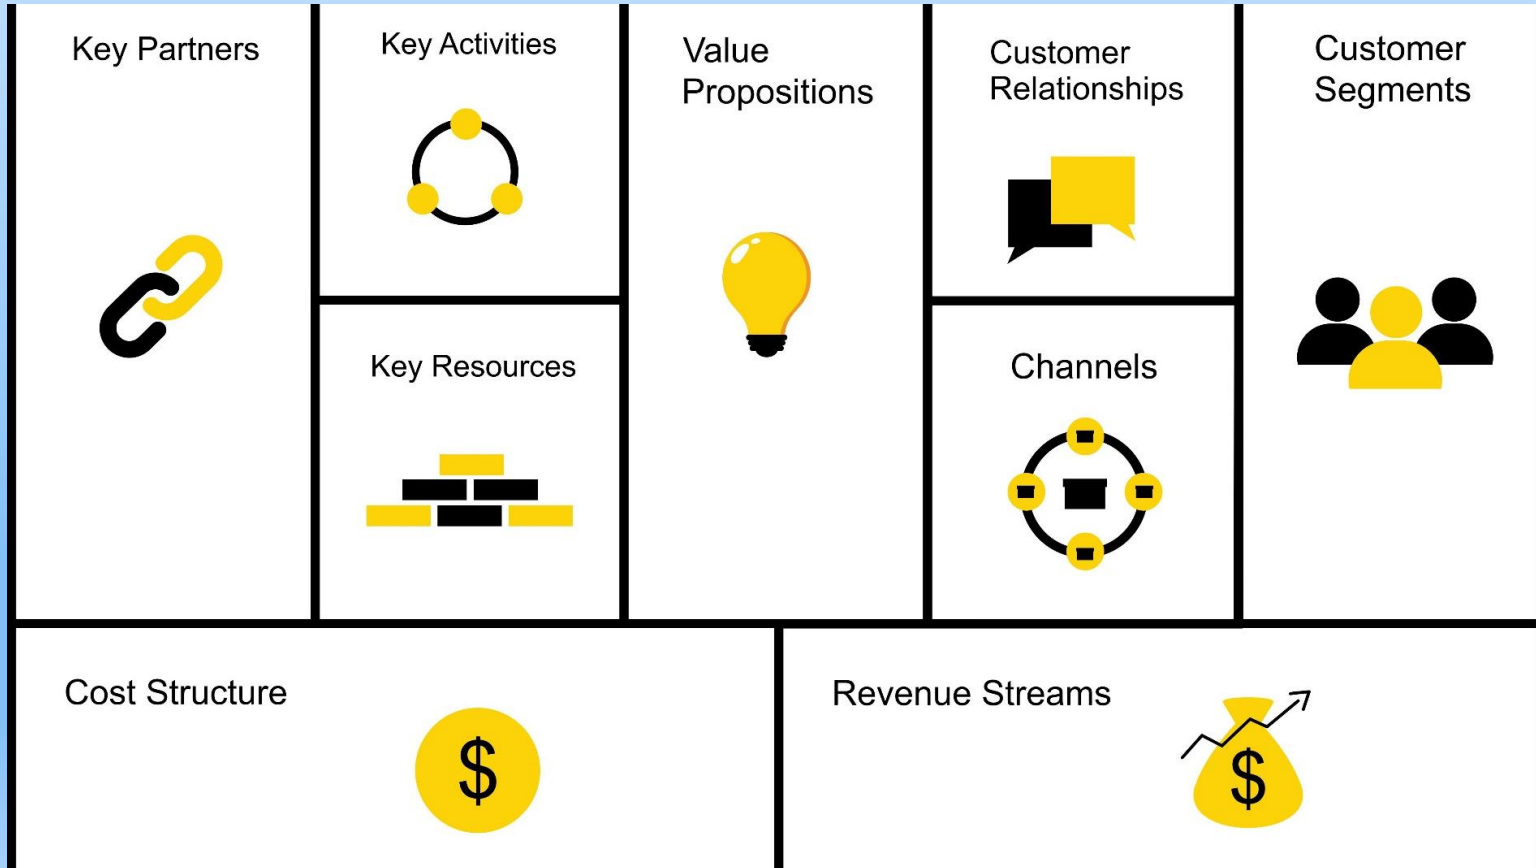 Key Partners
Key Activities
Value
Propositions
Customer
Relationships
Customer
Segments
Key Resources
Channels
Cost Structure
$
Revenue Streams
$